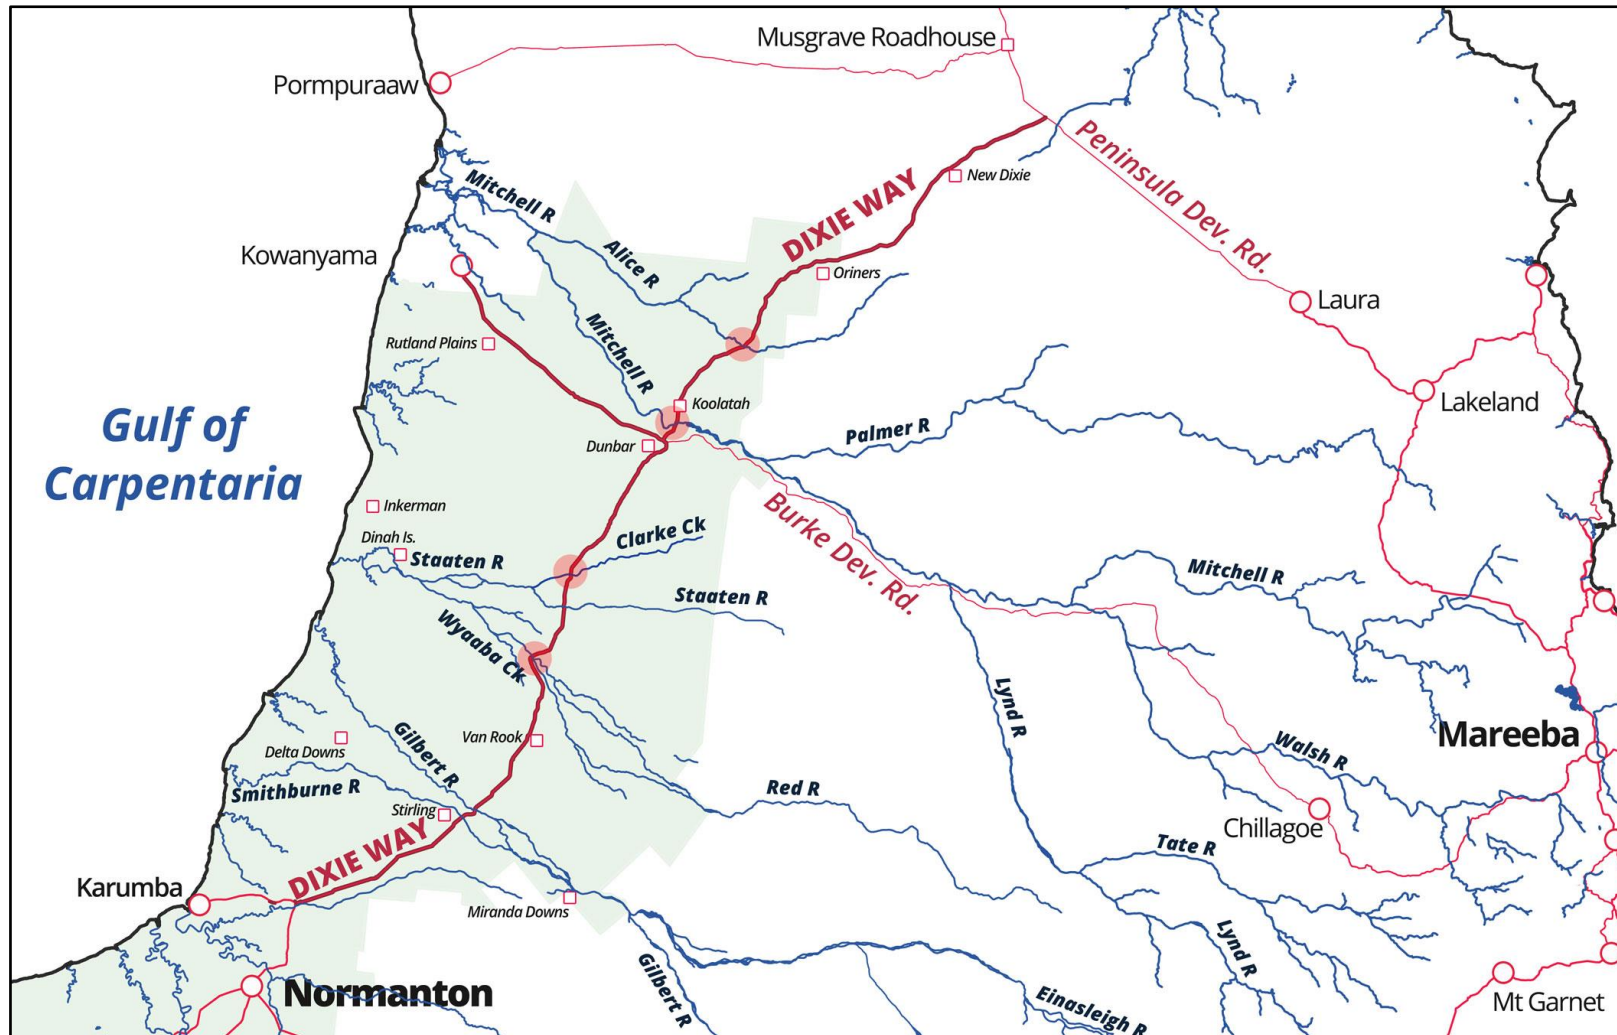 Musgrave Roadhouse
Pormpuraaw
Peninsula Dev. Rd.
New Dixie
Mitchell R
DIXIE WAY
Kowanyama
Alice R
Oriners
Laura
Mitchell R
Rutland Plains
Koolatah
Lakeland
Gulf of
Carpentaria
Palmer R
Dunbar
Inkerman
Burke Dev. Rd.
Dinah Is.
Clarke Ck
Staaten R
Mitchell R
Staaten R
Wyaaba Ck
Lynd R
Van Rook
Mareeba
Delta Downs
Gilbert R
Walsh R
Smithburne R
Red R
Stirling
Chillagoe
DIXIE WAY
Tate R
Karumba
Miranda Downs
Lynd R
Gilbert R
Normanton
Einasleigh R
Mt Garnet